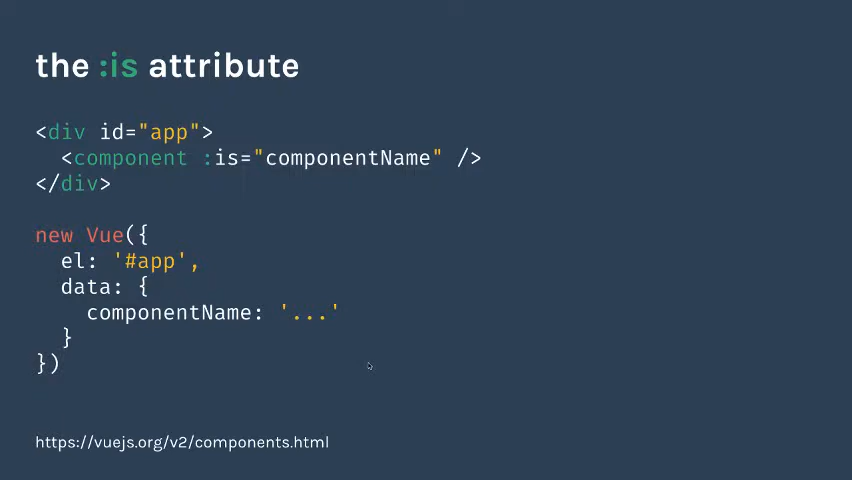 the :is attribute
<div id="app">
  <component :is="componentName" />
</div>
new Vue({
  el: '#app',
  data: {
    componentName: '...'
  }
})
https://vuejs.org/v2/components.html